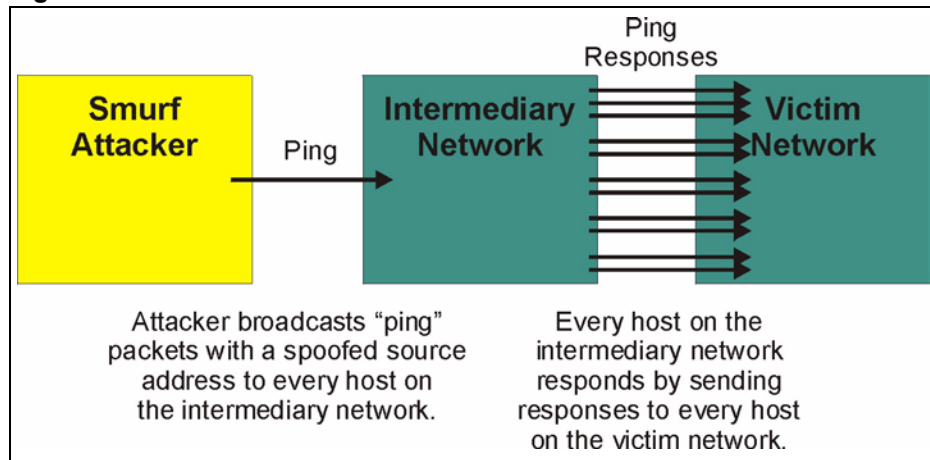 Ping
Responses
Smurf
Attacker
Ping
Intermediary
Network
Victim
Network
Attacker broadcasts “ping”
packets with a spoofed source
address to every host on
the intermediary network.
Every host on the
intermediary network
responds by sending
responses to every host
on the victim network.